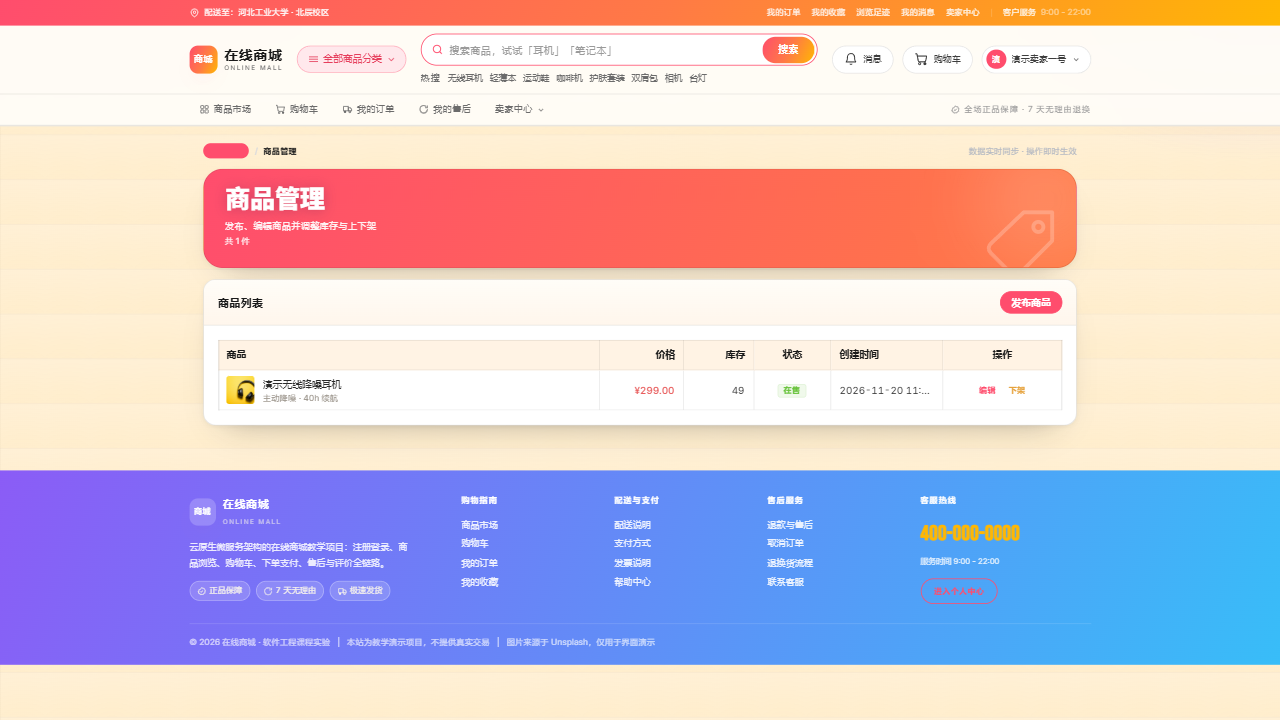 配送至：河北工业大学 · 北辰校区
我的订单 我的收藏 浏览足迹 我的消息 卖家中心 客户服务 9:00 - 22:00
商城 在线商城 ONLINE MALL
全部商品分类
搜索商品，试试「耳机」「笔记本」
搜索
热搜 无线耳机 轻薄本 运动鞋 咖啡机 护肤套装 双肩包 相机 台灯
消息
购物车
演 演示卖家一号
商品市场 购物车 我的订单 我的售后 卖家中心
全场正品保障 · 7 天无理由退换
/ 商品管理
数据实时同步 · 操作即时生效
商品管理
发布、编辑商品并调整库存与上下架
共 1 件
商品列表
发布商品
商品 价格 库存 状态 创建时间 操作
演示无线降噪耳机
主动降噪 · 40h 续航
¥299.00 49 在售 2026-11-20 11:... 编辑 下架
商城 在线商城
ONLINE MALL
云原生微服务架构的在线商城教学项目：注册登录、商
品浏览、购物车、下单支付、售后与评价全链路。
正品保障 7 天无理由 极速发货
购物指南
商品市场
购物车
我的订单
我的收藏
配送与支付
配送说明
支付方式
发票说明
帮助中心
售后服务
退款与售后
取消订单
退换货流程
联系客服
客服热线
400-000-0000
服务时间 9:00 - 22:00
进入个人中心
© 2026 在线商城 · 软件工程课程实验 | 本站为教学演示项目，不提供真实交易 | 图片来源于 Unsplash，仅用于界面演示